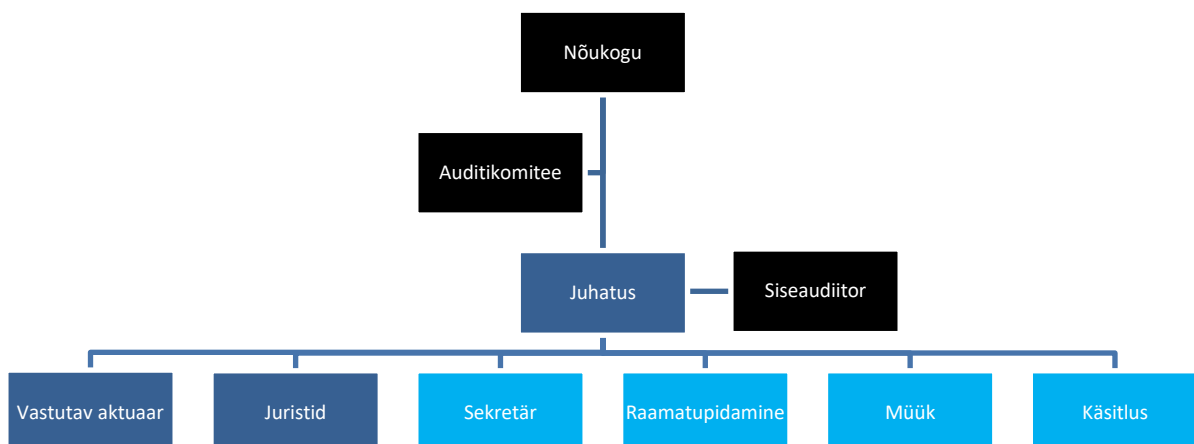 Nõukogu
Auditikomitee
Juhatus
Siseaudiitor
Vastutav aktuaar
Juristid
Sekretär
Raamatupidamine
Müük
Käsitlus